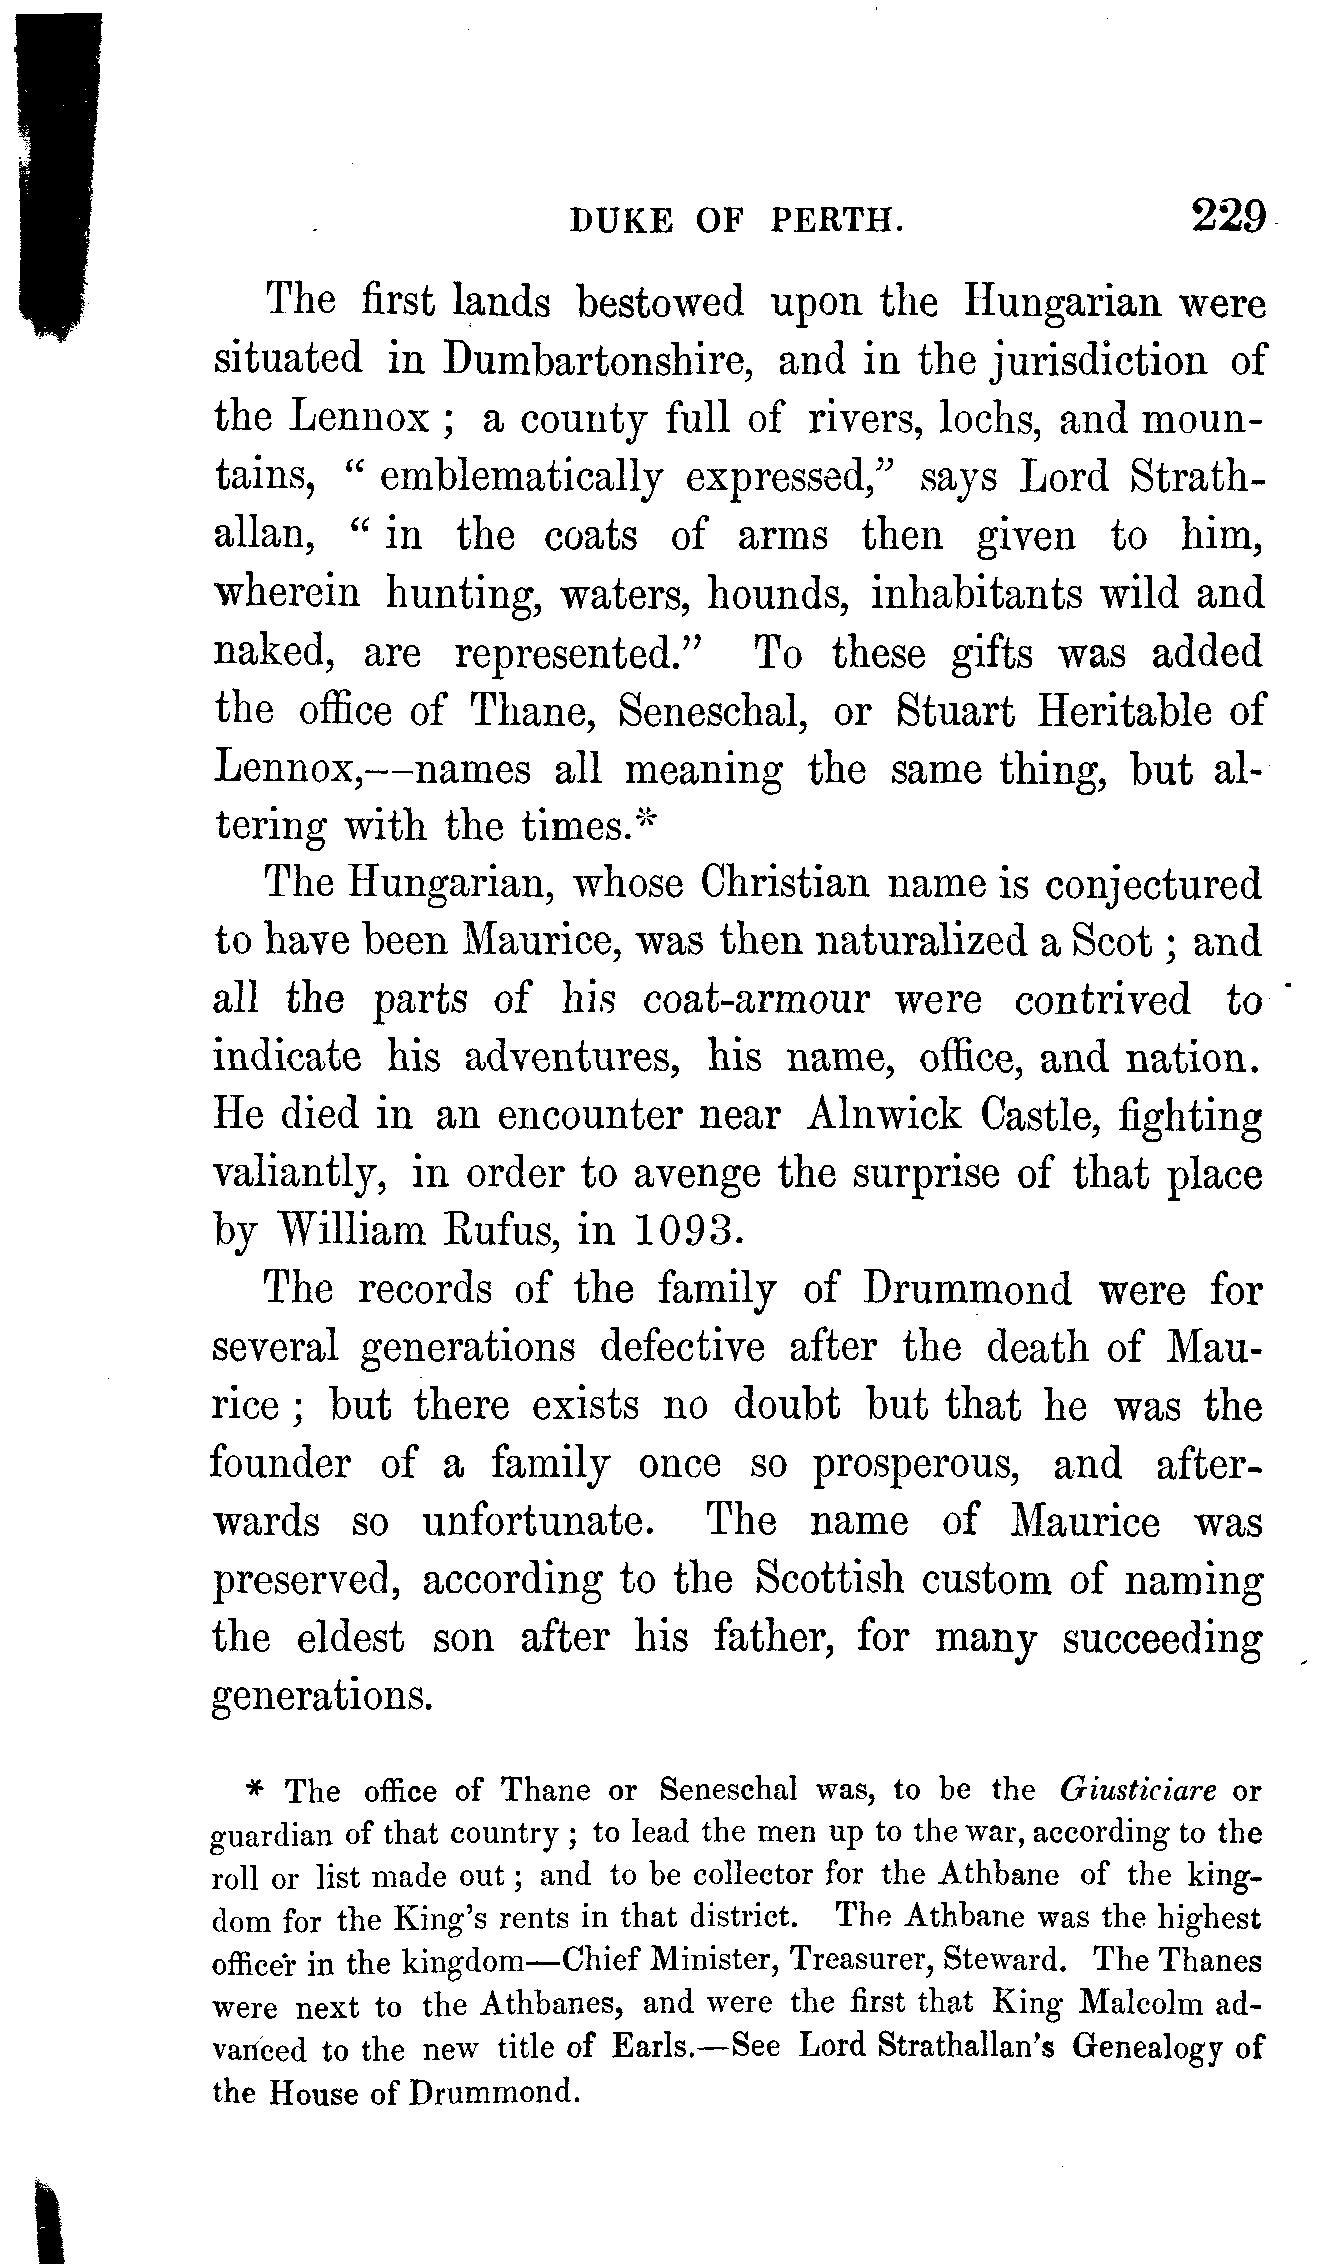 DUKE OF PERTH. 229
The first lands bestowed upon the Hungarian were
situated in Dumbartonshire, and in the jurisdiction of
the Lennox ; a county full of rivers, lochs, and moun-
tains, “ emblematically expressed,” says Lord Strath-
allan, “ in the coats of arms then given to him,
wherein hunting, waters, hounds, inhabitants wild and
naked, are represented.” To these gifts was added
the office of Thane, Seneschal, or Stuart Heritable of
Lennox,—names all meaning the same thing, but al-
tering with the times.*
The Hungarian, whose Christian name is conjectured
to have been Maurice, was then naturalized a Scot ; and
all the parts of his coat-armour were contrived to
indicate his adventures, his name, office, and nation.
He died in an encounter near Alnwick Castle, fighting
valiantly, in order to avenge the surprise of that place
by William Rufus, in 1093.
The records of the family of Drummond were for
several generations defective after the death of Mau-
rice ; but there exists no doubt but that he was the
founder of a family once so prosperous, and after-
wards so unfortunate. The name of Maurice was
preserved, according to the Scottish custom of naming
the eldest son after his father, for many succeeding
generations.
* The office of Thane or Seneschal was, to be the Giusticiare or
guardian of that country ; to lead the men up to the war, according to the
roll or list made out ; and to be collector for the Athbane of the king-
dom for the King’s rents in that district. The Athbane was the highest
officer in the kingdom—Chief Minister, Treasurer, Steward. The Thanes
were next to the Athbanes, and were the first that King Malcolm ad-
vanced to the new title of Earls.—See Lord Strathallan’s Genealogy of
the House of Drummond.